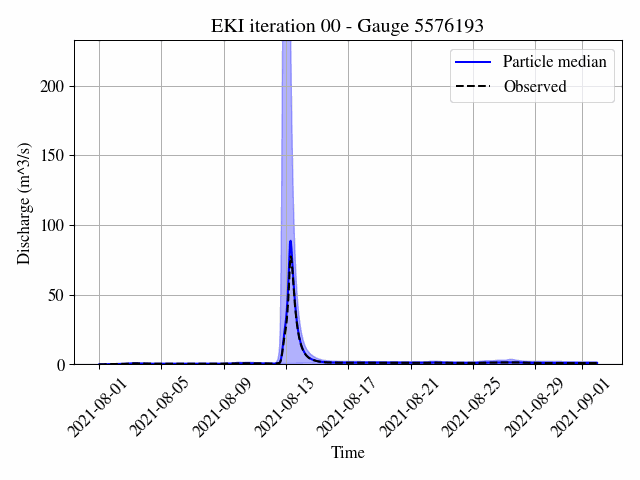 EKI iteration 00 - Gauge 5576193
Particle median
Observed
200
150
100
50
0
Discharge (m^3/s)
2021-08-01
2021-08-05
2021-08-09
2021-08-13
2021-08-17
2021-08-21
2021-08-25
2021-08-29
2021-09-01
Time